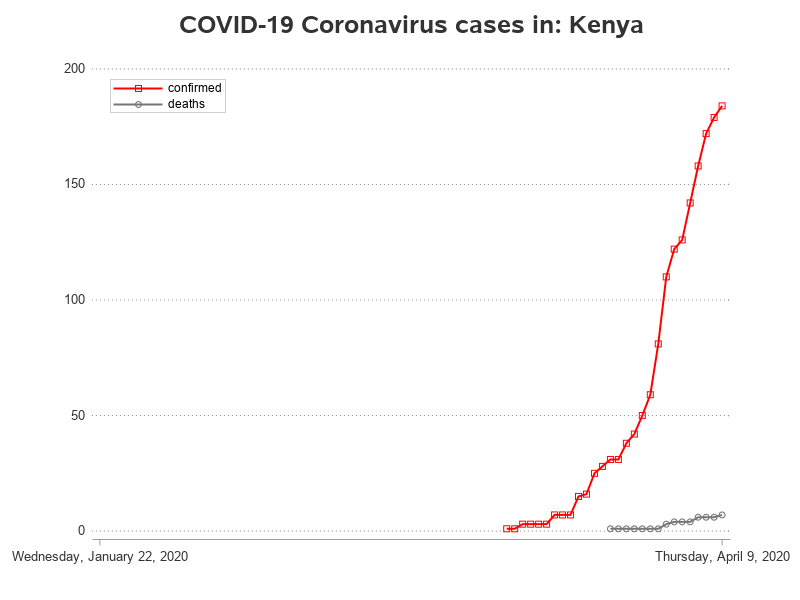 COVID-19 Coronavirus cases in: Kenya
200
confirmed
deaths
150
100
50
0
Wednesday, January 22, 2020
Thursday, April 9, 2020